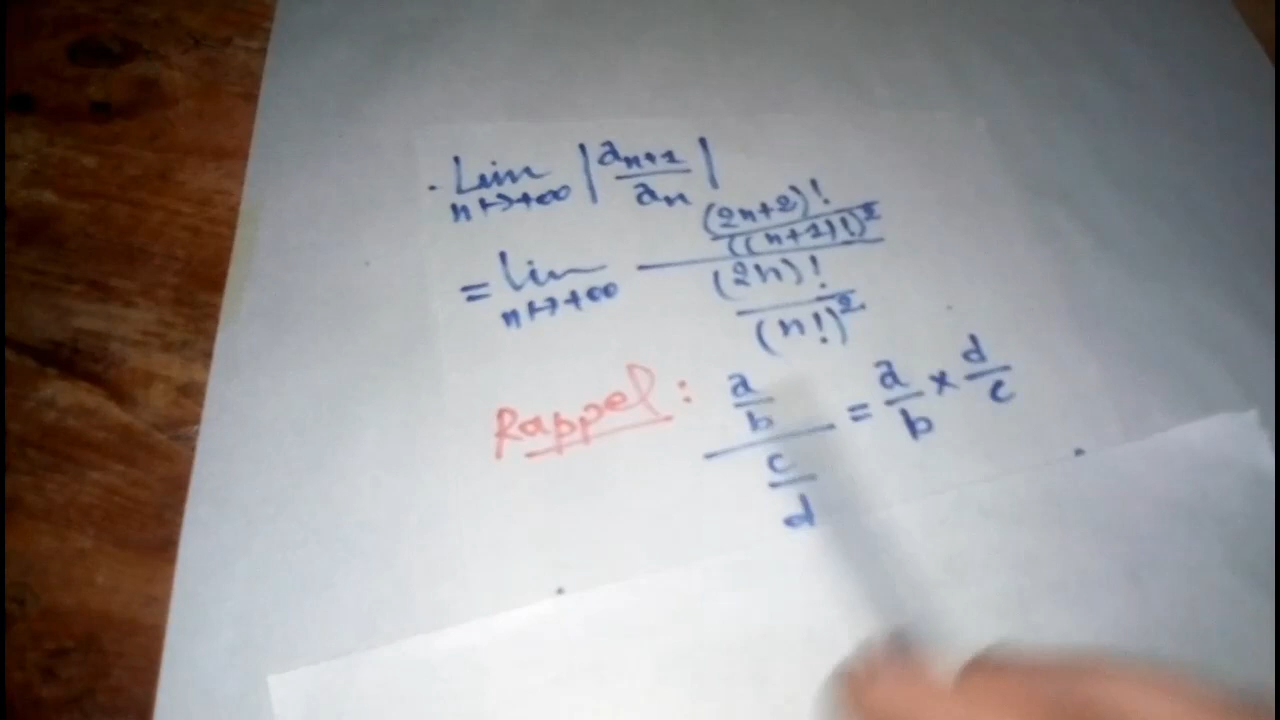 . Lim n↦+∞ |a_{n+1}/a_n|
= lim n↦+∞ ((2n+2)!/((n+1)!)^2)/((2n)!/(n!)^2)
Rappel : (a/b)/(c/d) = a/b × d/c